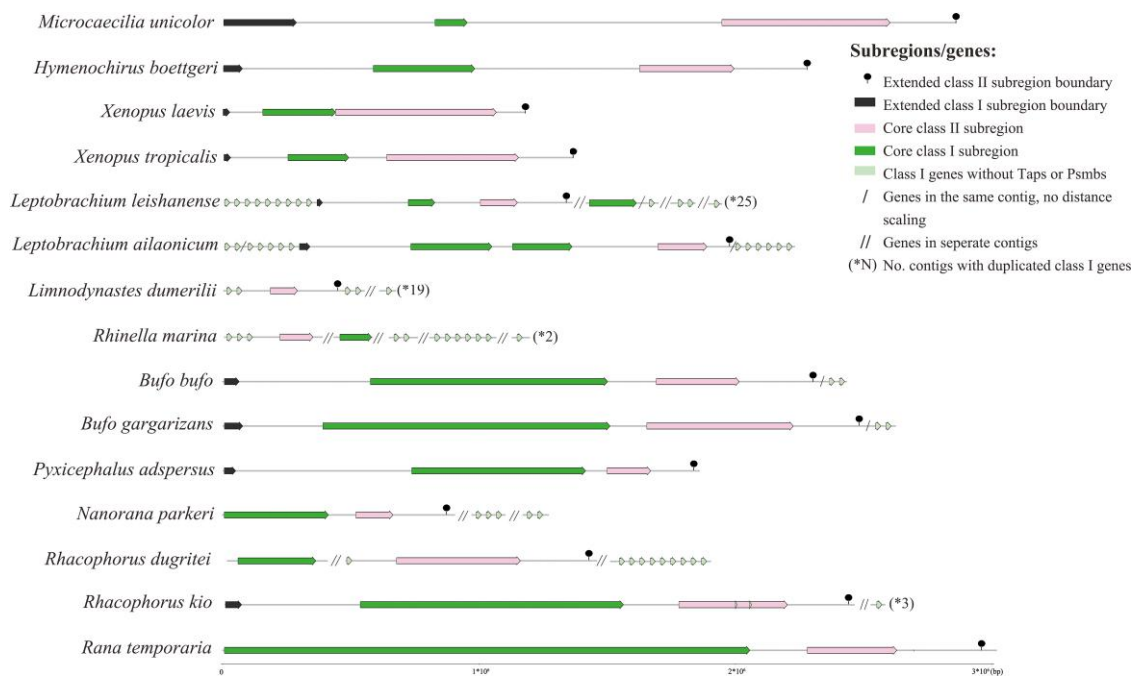 Microcaecilia unicolor
Hymenochirus boettgeri
Xenopus laevis
Xenopus tropicalis
Leptobrachium leishanense
(*25)
Leptobrachium ailaonicum
Limnodynastes dumerilii
(*19)
Rhinella marina
(*2)
Bufo bufo
Bufo gargarizans
Pyxicephalus adspersus
Nanorana parkeri
Rhacophorus dugritei
Rhacophorus kio
(*3)
Rana temporaria
0 1*10⁶ 2*10⁶ 3*10⁶(bp)
Subregions/genes:
Extended class II subregion boundary
Extended class I subregion boundary
Core class II subregion
Core class I subregion
Class I genes without Taps or Psmbs
/ Genes in the same contig, no distance
scaling
// Genes in seperate contigs
(*N) No. contigs with duplicated class I genes